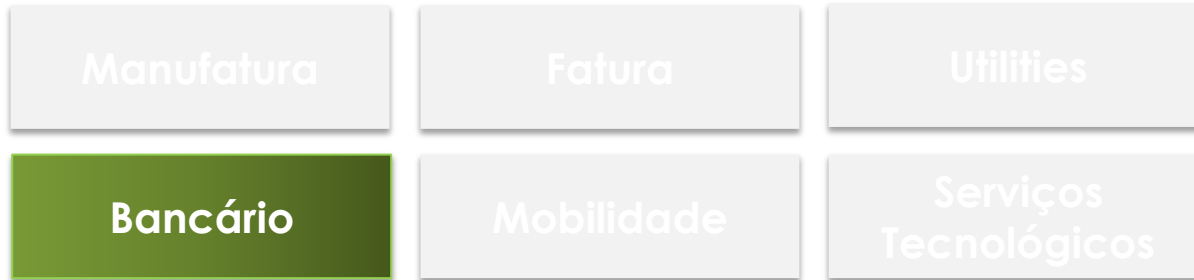 Manufatura
Fatura
Utilities
Bancário
Mobilidade
Serviços
Tecnológicos